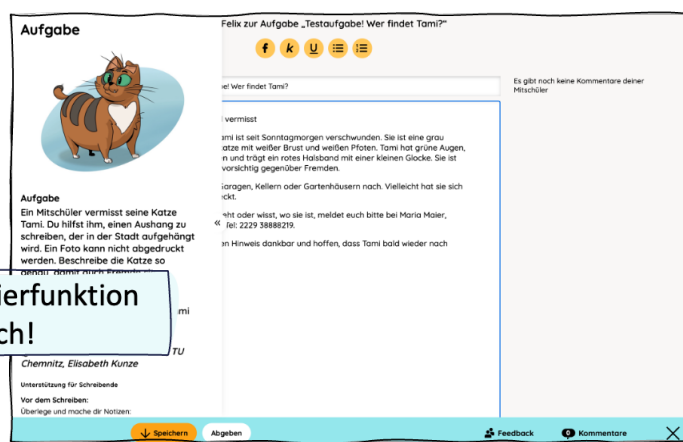 Aufgabe
Felix zur Aufgabe „Testaufgabe! Wer findet Tami?"
f k U
e! Wer findet Tami?
Es gibt noch keine Kommentare deiner
Mitschüler
vermisst
ami ist seit Sonntagmorgen verschwunden. Sie ist eine grau
atze mit weißer Brust und weißen Pfoten. Tami hat grüne Augen,
n und trägt ein rotes Halsband mit einer kleinen Glocke. Sie ist
vorsichtig gegenüber Fremden.
Garagen, Kellern oder Gartenhäusern nach. Vielleicht hat sie sich
ckt.
eht oder wisst, wo sie ist, meldet euch bitte bei Maria Maier,
Tel: 2229 38888219.
en Hinweis dankbar und hoffen, dass Tami bald wieder nach
«
Aufgabe
Ein Mitschüler vermisst seine Katze
Tami. Du hilfst ihm, einen Aushang zu
schreiben, der in der Stadt aufgehängt
wird. Ein Foto kann nicht abgedruckt
werden. Beschreibe die Katze so
genau, damit auch Fremde
ierfunktion
ch!
mi
TU
Chemnitz, Elisabeth Kunze
Unterstützung für Schreibende
Vor dem Schreiben:
Überlege und mache dir Notizen:
Speichern
Abgeben
Feedback
0 Kommentare